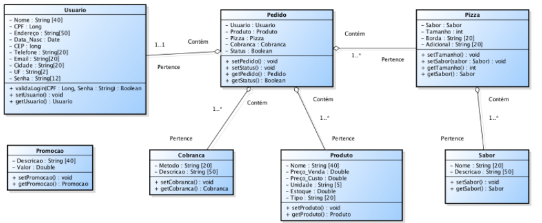 Usuario
- Nome : String [40]
- CPF : Long
- Endereço : String[50]
- Data_Nasc : Date
- CEP : long
- Telefone : String[20]
- Email : String[20]
- Cidade : String[20]
- UF : String[2]
- Senha : String[12]
+ validaLogin(CPF : Long, Senha : String) : Boolean
+ setUsuario() : void
+ getUsuario() : Usuario
1..1
Contém
Pertence
Pedido
- Usuario : Usuario
- Produto : Produto
- Pizza : Pizza
- Cobranca : Cobranca
- Status : Boolean
+ setPedido() : void
+ setStatus() : void
+ getPedido() : Pedido
+ getStatus() : Boolean
Contém
1..*
Pertence
Pizza
- Sabor : Sabor
- Tamanho : int
- Borda : String [20]
- Adicional : String [20]
+ setTamanho() : void
+ setSabor(sabor : Sabor) : void
+ getTamanho() : int
+ getSabor() : Sabor
Contém
1..*
Pertence
Contém
1..*
Pertence
Contém
1..*
Pertence
Promocao
- Descricao : String [40]
- Valor : Double
+ setPromocao() : void
+ getPromocao() : Promocao
Cobranca
- Metodo : String [20]
- Descricao : String [50]
+ setCobranca() : void
+ getCobranca() : Cobranca
Produto
- Nome : String [40]
- Preço_Venda : Double
- Preço_Custo : Double
- Unidade : String [5]
- Estoque : Double
- Tipo : String [20]
+ setProduto() : void
+ getProduto() : Produto
Sabor
- Nome : String [20]
- Descricao : String [50]
+ setSabor() : void
+ getSabor() : Sabor